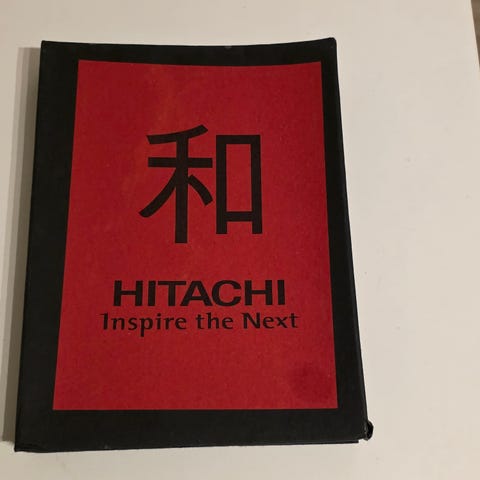 和
HITACHI
Inspire the Next